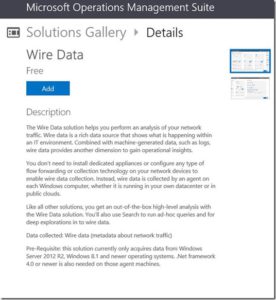 Microsoft Operations Management Suite
Solutions Gallery ▸ Details
Wire Data
Free
Add
Description
The Wire Data solution helps you perform an analysis of your network
traffic. Wire data is a rich data source that shows what is happening within
an IT environment. Combined with machine-generated data, such as logs,
wire data provides another dimension to gain operational insights.
You don't need to install dedicated appliances or configure any type of
flow forwarding or collection technology on your network devices to
enable wire data collection. Instead, wire data is collected by an agent on
each Windows computer, whether it is running in your own datacenter or in
public clouds.
Like all other solutions, you get an out-of-the-box high-level analysis with
the Wire Data solution. You'll also use Search to run ad-hoc queries and for
deep explorations in to wire data.
Data collected: Wire data (metadata about network traffic)
Pre-Requisite: this solution currently only acquires data from Windows
Server 2012 R2, Windows 8.1 and newer operating systems. .Net framework
4.0 or newer is also needed on those agent machines.